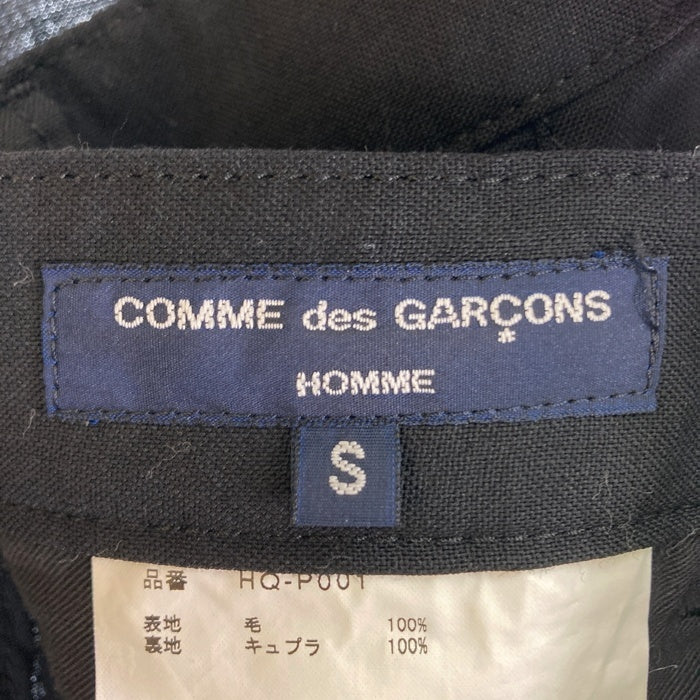 COMME des GARÇONS
*
HOMME
S
品番 HQ-P001
表地 毛 100%
裏地 キュプラ 100%